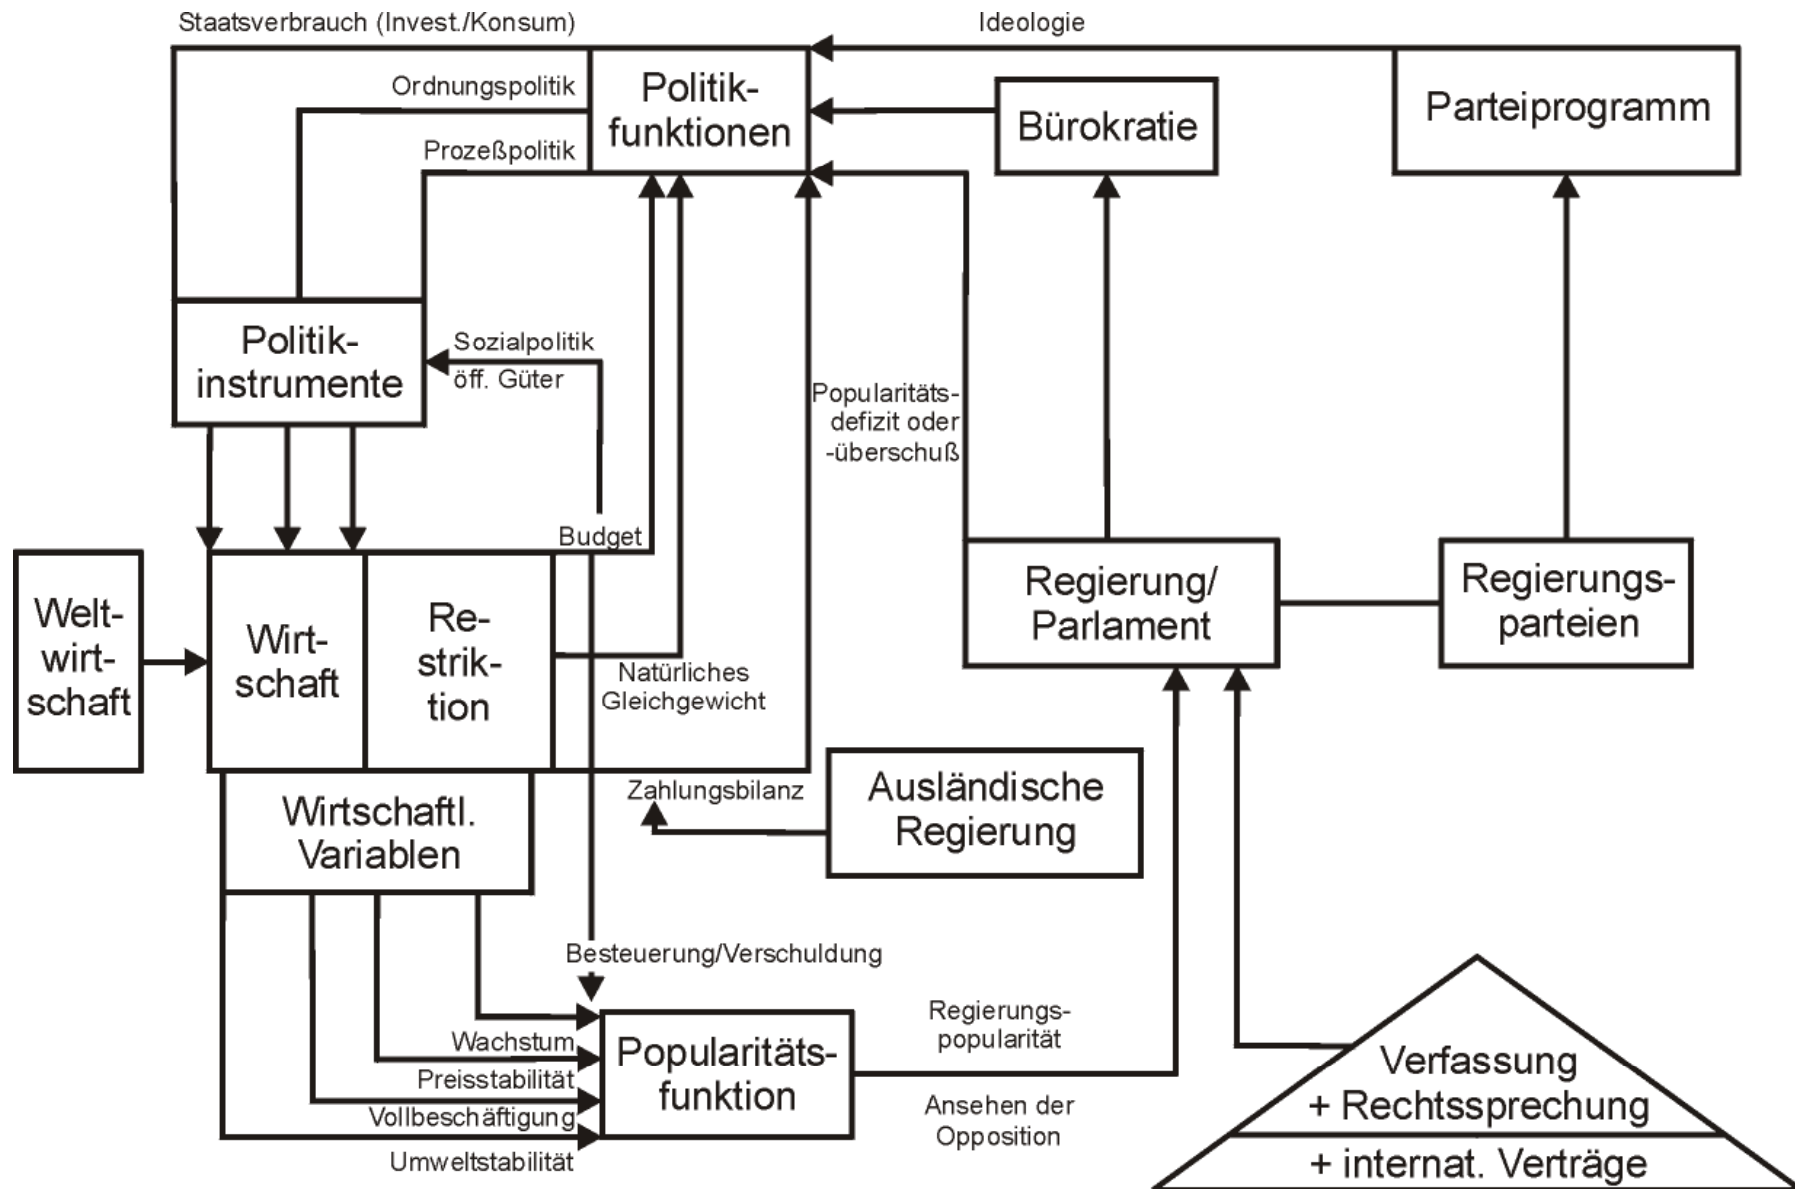 Staatsverbrauch (Invest./Konsum)
Ideologie
Ordnungspolitik
Prozeßpolitik
Politik-
funktionen
Bürokratie
Parteiprogramm
Politik-
instrumente
Sozialpolitik
öff. Güter
Popularitäts-
defizit oder
-überschuß
Budget
Welt-
wirt-
schaft
Wirt-
schaft
Re-
strik-
tion
Natürliches
Gleichgewicht
Regierung/
Parlament
Regierungs-
parteien
Zahlungsbilanz
Ausländische
Regierung
Wirtschaftl.
Variablen
Besteuerung/Verschuldung
Wachstum
Preisstabilität
Vollbeschäftigung
Umweltstabilität
Popularitäts-
funktion
Regierungs-
popularität
Ansehen der
Opposition
Verfassung
+ Rechtssprechung
+ internat. Verträge